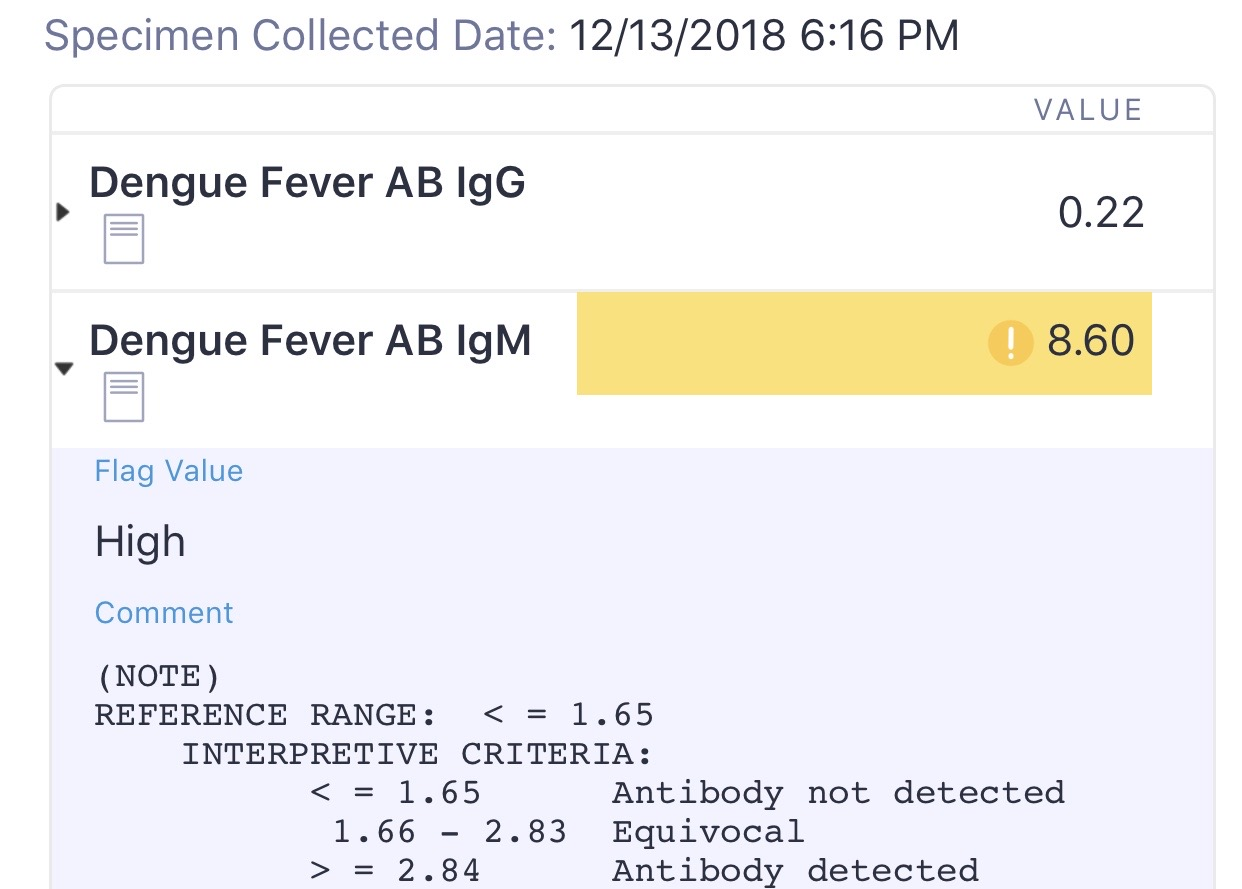 Specimen Collected Date: 12/13/2018 6:16 PM
VALUE
Dengue Fever AB IgG
0.22
Dengue Fever AB IgM
! 8.60
Flag Value
High
Comment
(NOTE)
REFERENCE RANGE:  < = 1.65
INTERPRETIVE CRITERIA:
< = 1.65      Antibody not detected
1.66 - 2.83  Equivocal
> = 2.84      Antibody detected